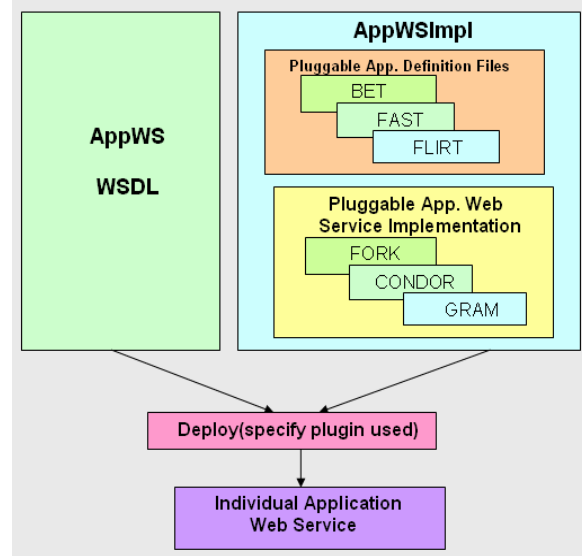 AppWS
WSDL
AppWSImpl
Pluggable App. Definition Files
BET
FAST
FLIRT
Pluggable App. Web
Service Implementation
FORK
CONDOR
GRAM
Deploy(specify plugin used)
Individual Application
Web Service